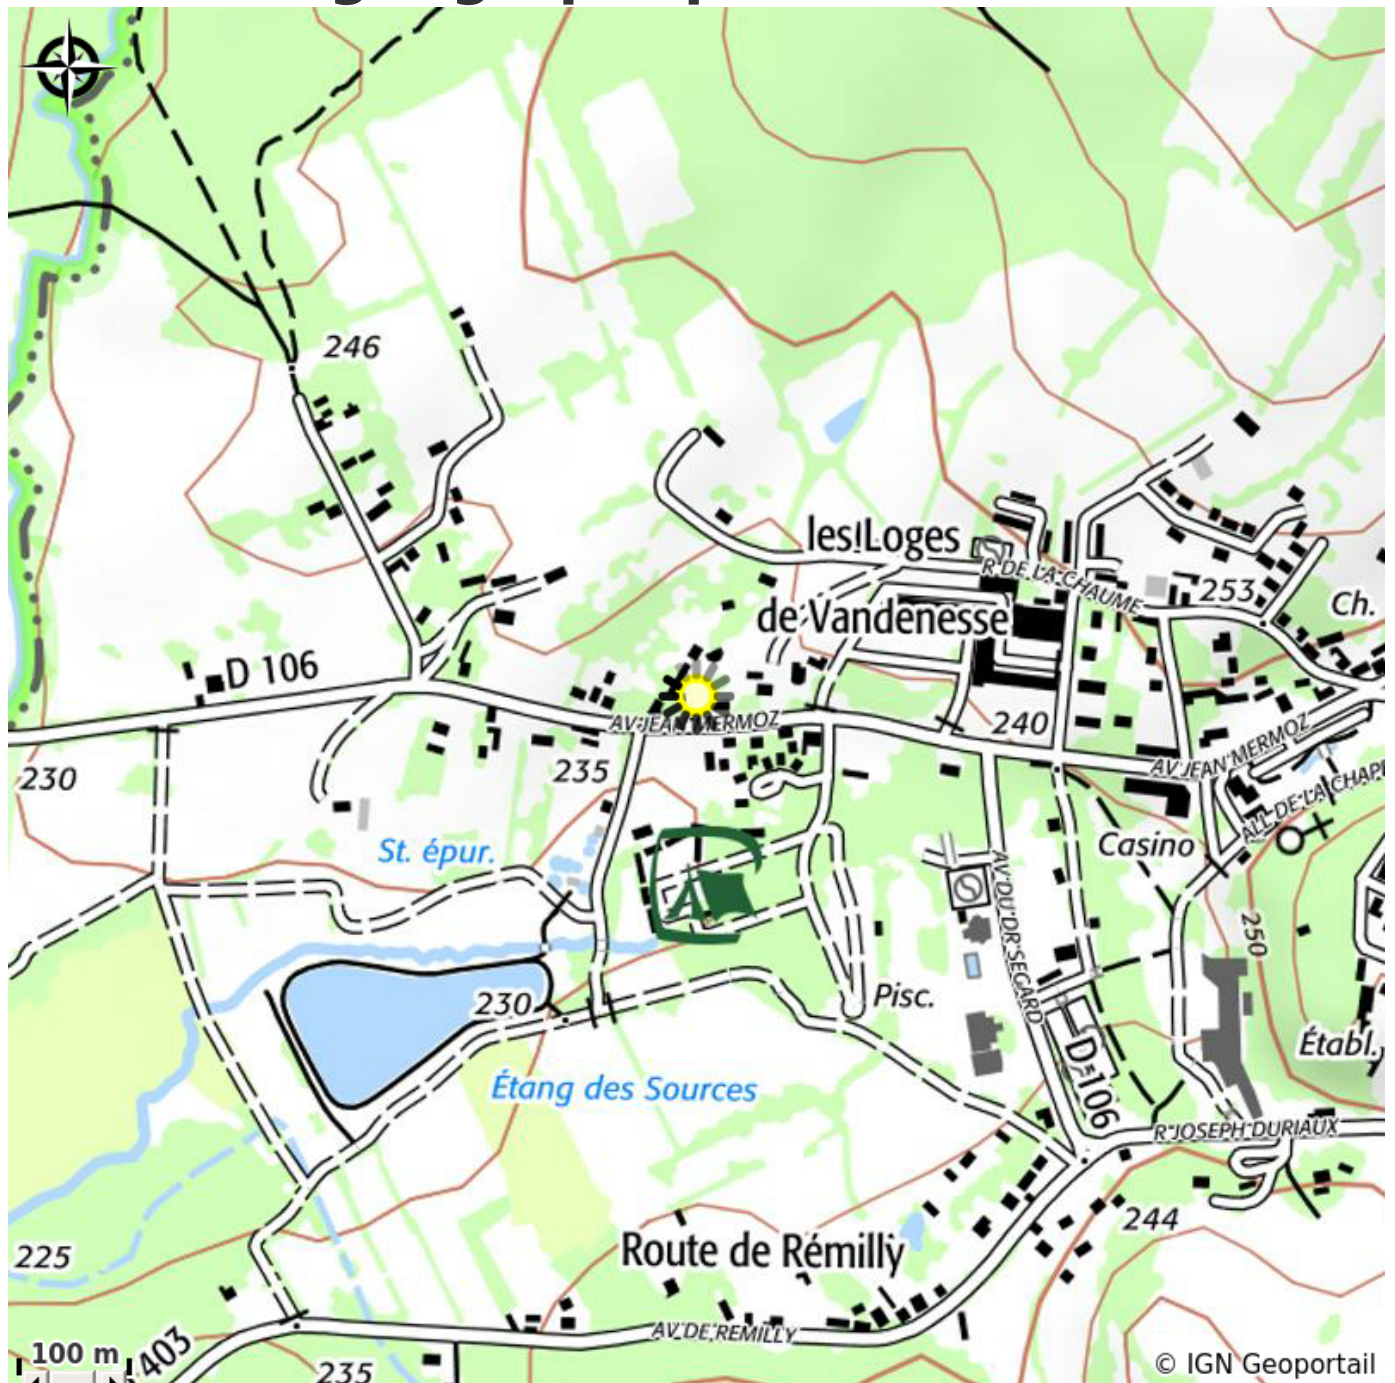 246
les Loges
R DE LA CHAUME
253
Ch.
de Vandenesse
D 106
AV JEAN MERMOZ
240
AV JEAN MERMOZ
230
235
ALL DE LA CHAPE
St. épur.
Casino
AV DU DR SEGARD
250
230
Pisc.
Établ.
D 106
Étang des Sources
R JOSEPH DURIAUX
244
225
Route de Rémilly
AV DE REMILLY
100 m
403
235
© IGN Geoportail